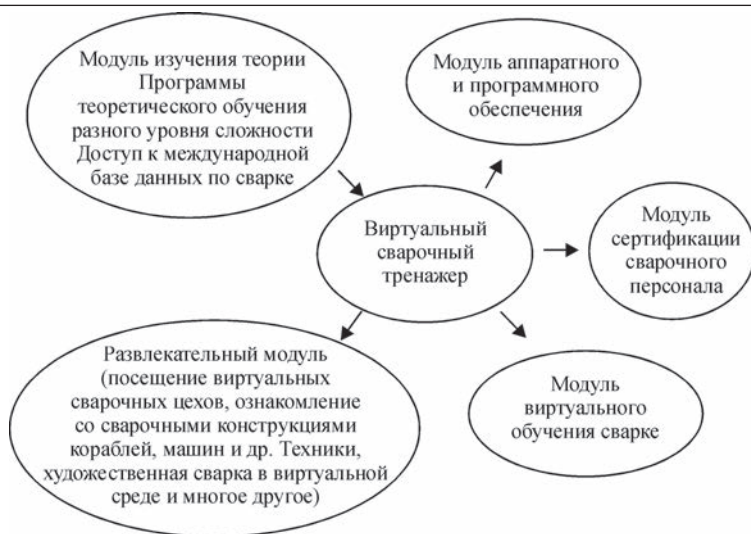 Модуль изучения теории
Программы
теоретического обучения
разного уровня сложности
Доступ к международной
базе данных по сварке
Модуль аппаратного
и программного
обеспечения
Виртуальный
сварочный
тренажер
Модуль
сертификации
сварочного
персонала
Развлекательный модуль
(посещение виртуальных
сварочных цехов, ознакомление
со сварочными конструкциями
кораблей, машин и др. Техники,
художественная сварка в виртуальной
среде и многое другое)
Модуль
виртуального
обучения сварке